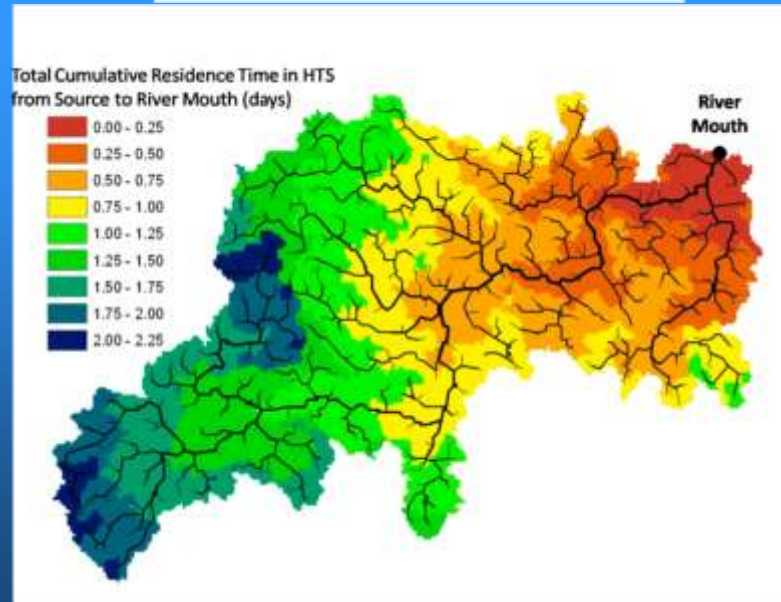 Total Cumulative Residence Time in HTS
from Source to River Mouth (days)
0.00 - 0.25
0.25 - 0.50
0.50 - 0.75
0.75 - 1.00
1.00 - 1.25
1.25 - 1.50
1.50 - 1.75
1.75 - 2.00
2.00 - 2.25
River
Mouth